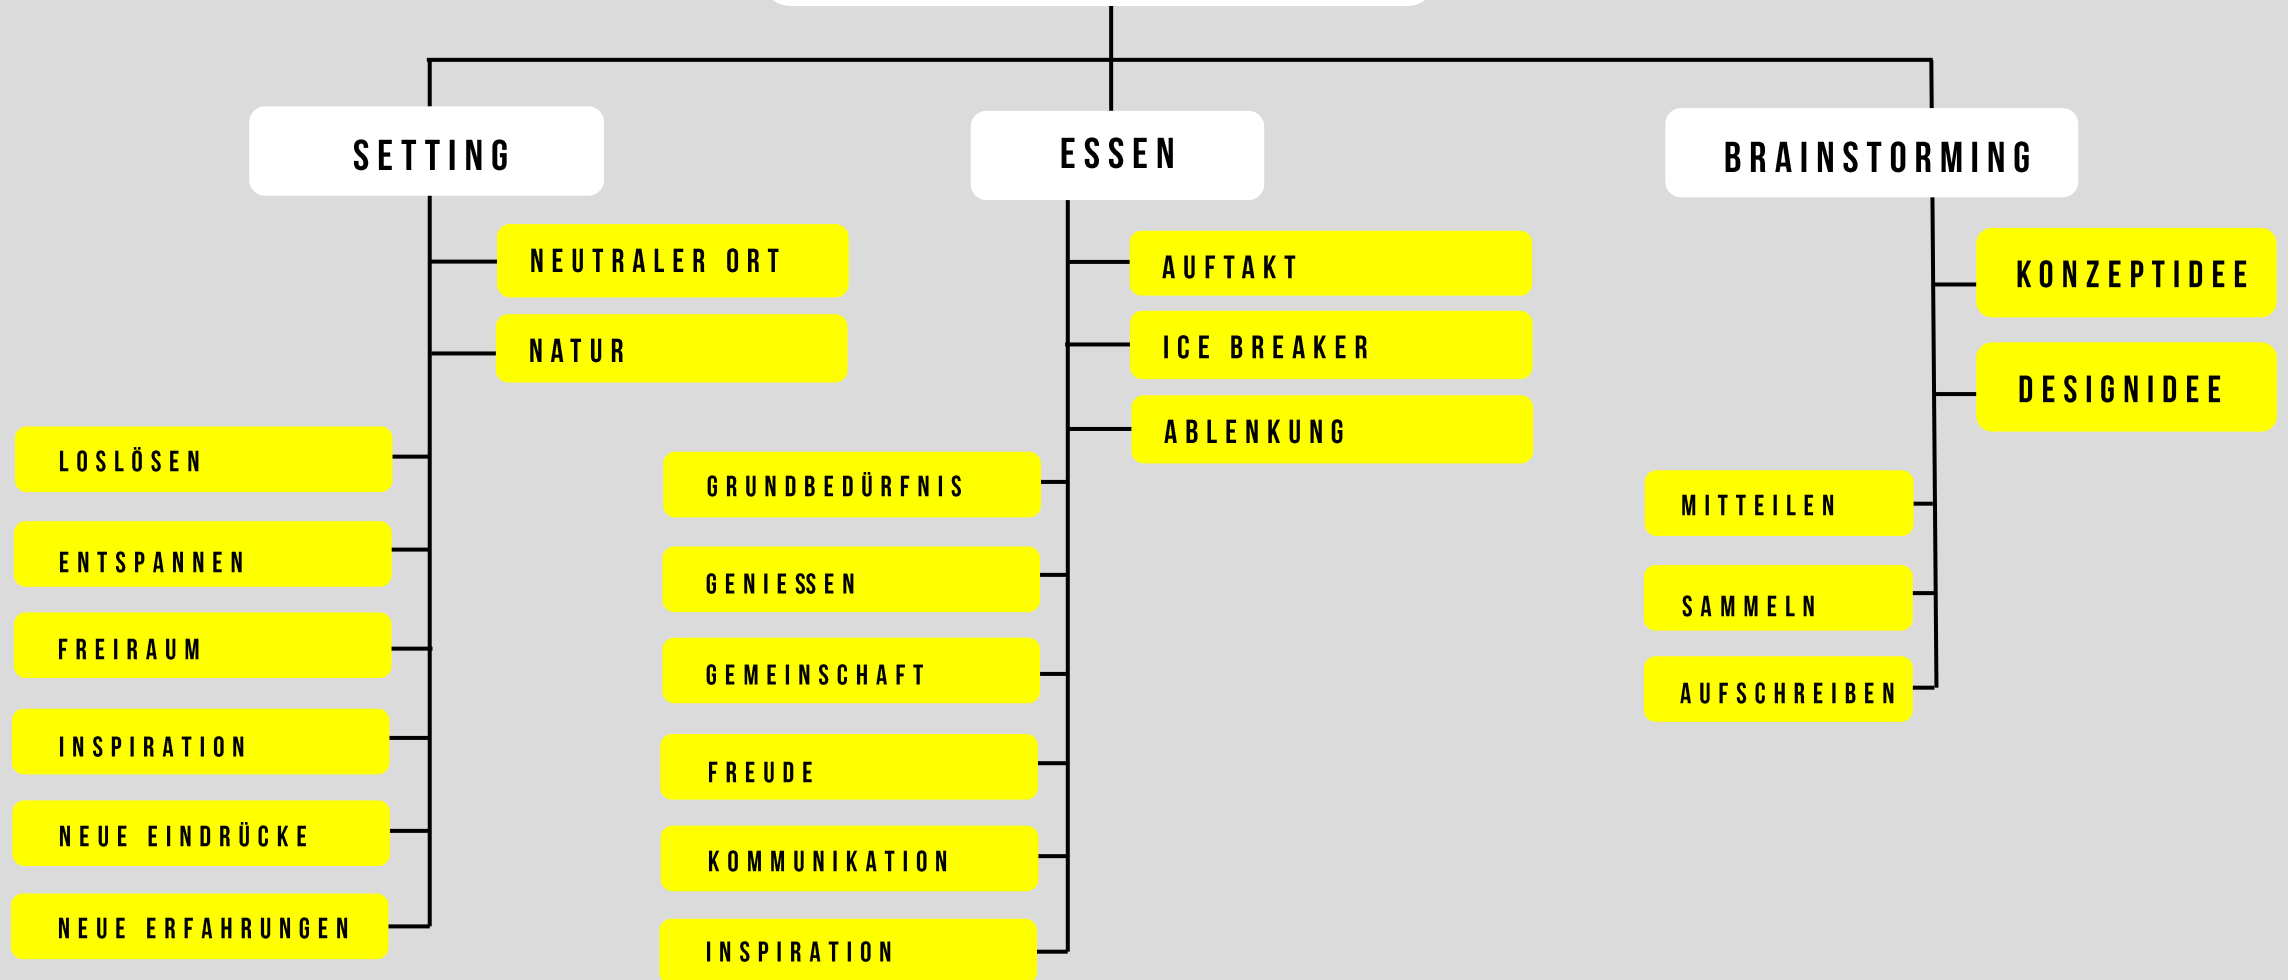 SETTING
NEUTRALER ORT
NATUR
LOSLÖSEN
ENTSPANNEN
FREIRAUM
INSPIRATION
NEUE EINDRÜCKE
NEUE ERFAHRUNGEN
ESSEN
AUFTAKT
ICE BREAKER
ABLENKUNG
GRUNDBEDÜRFNIS
GENIESSEN
GEMEINSCHAFT
FREUDE
KOMMUNIKATION
INSPIRATION
BRAINSTORMING
KONZEPTIDEE
DESIGNIDEE
MITTEILEN
SAMMELN
AUFSCHREIBEN